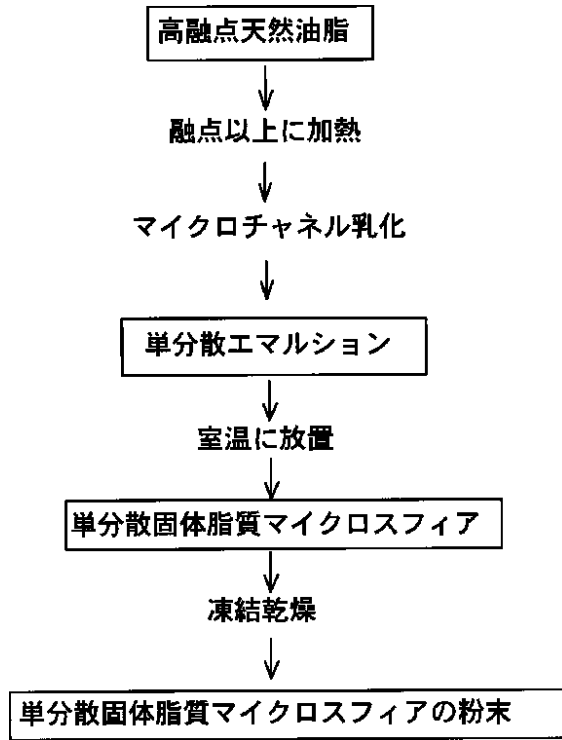 高融点天然油脂
融点以上に加熱
マイクロチャネル乳化
単分散エマルション
室温に放置
単分散固体脂質マイクロスフィア
凍結乾燥
単分散固体脂質マイクロスフィアの粉末